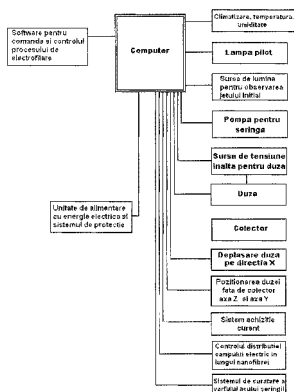 Software pentru
comanda si controlul
procesului de
electrofilare
Computer
Climatizare, temperatura,
umiditate
Lampa pilot
Sursa de lumina
pentru observarea
jetului initial
Pompa pentru
seringa
Sursa de tensiune
inalta pentru duza
Duza
Unitate de alimentare
cu energie electrica si
sistemul de protectie
Colector
Deplasare duza
pe directia X
Pozitionarea duzei
fata de colector
axa Z si axa Y
Sistem achizitie
curent
Controlul distributiei
campului electric in
lungul nanofibrei
Sistemul de curatare a
varfului acului seringii